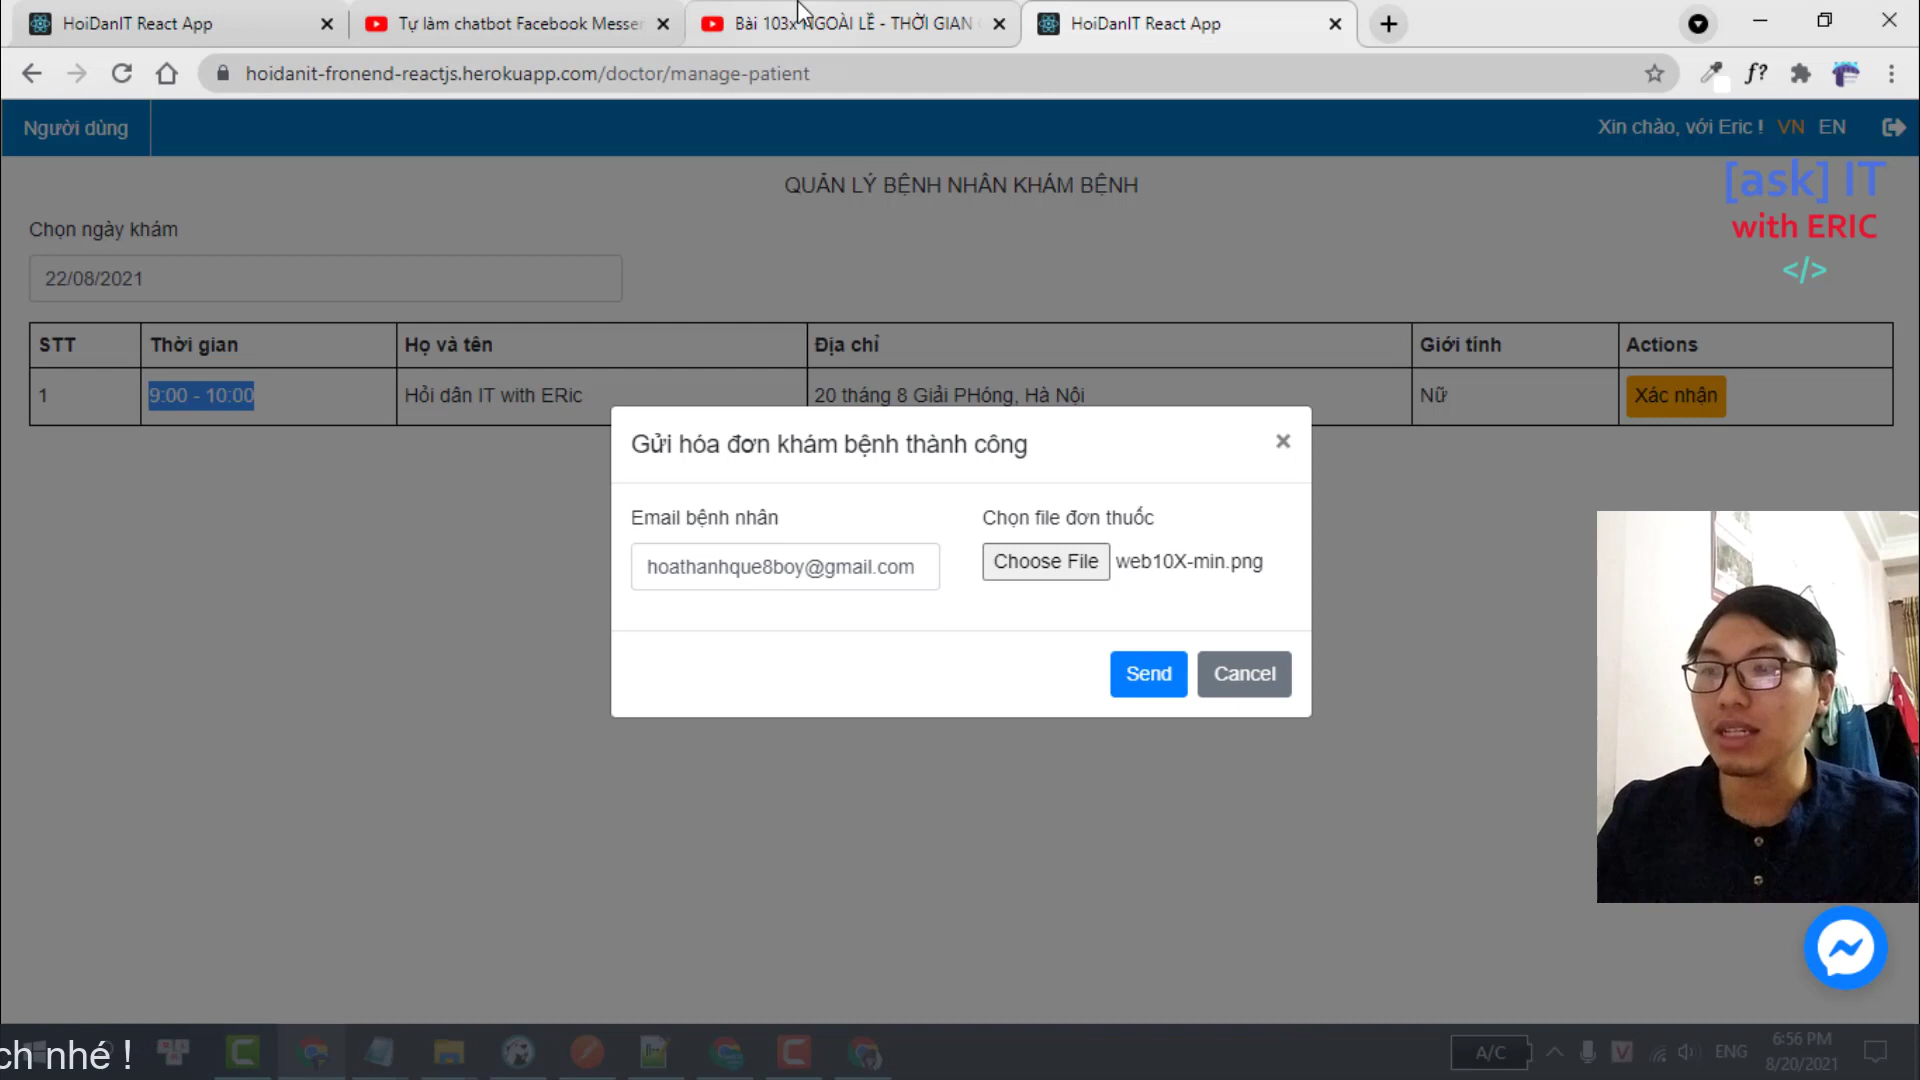 HoiDanIT React App
Tự làm chatbot Facebook Messer
Bài 103x NGOÀI LỀ - THỜI GIAN
HoiDanIT React App
hoidanit-fronend-reactjs.herokuapp.com/doctor/manage-patient
f?
Người dùng
Xin chào, với Eric ! VN EN
QUẢN LÝ BỆNH NHÂN KHÁM BỆNH
[ask] IT
with ERIC
</>
Chọn ngày khám
22/08/2021
STT Thời gian Họ và tên Địa chỉ Giới tính Actions
1 9:00 - 10:00 Hỏi dân IT with ERic 20 tháng 8 Giải PHóng, Hà Nội Nữ Xác nhận
Gửi hóa đơn khám bệnh thành công
Email bệnh nhân Chọn file đơn thuốc
hoathanhque8boy@gmail.com Choose File web10X-min.png
Send Cancel
ch nhé !
A/C
ENG
6:56 PM
8/20/2021